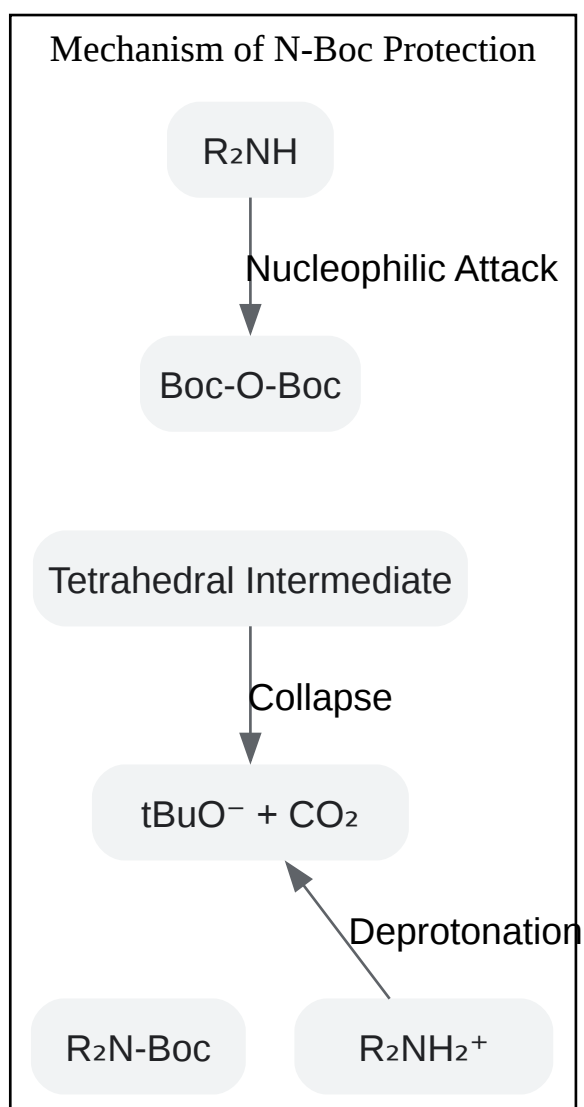 Mechanism of N-Boc Protection
R₂NH
Nucleophilic Attack
Boc-O-Boc
Tetrahedral Intermediate
Collapse
tBuO⁻ + CO₂
Deprotonation
R₂N-Boc
R₂NH₂⁺